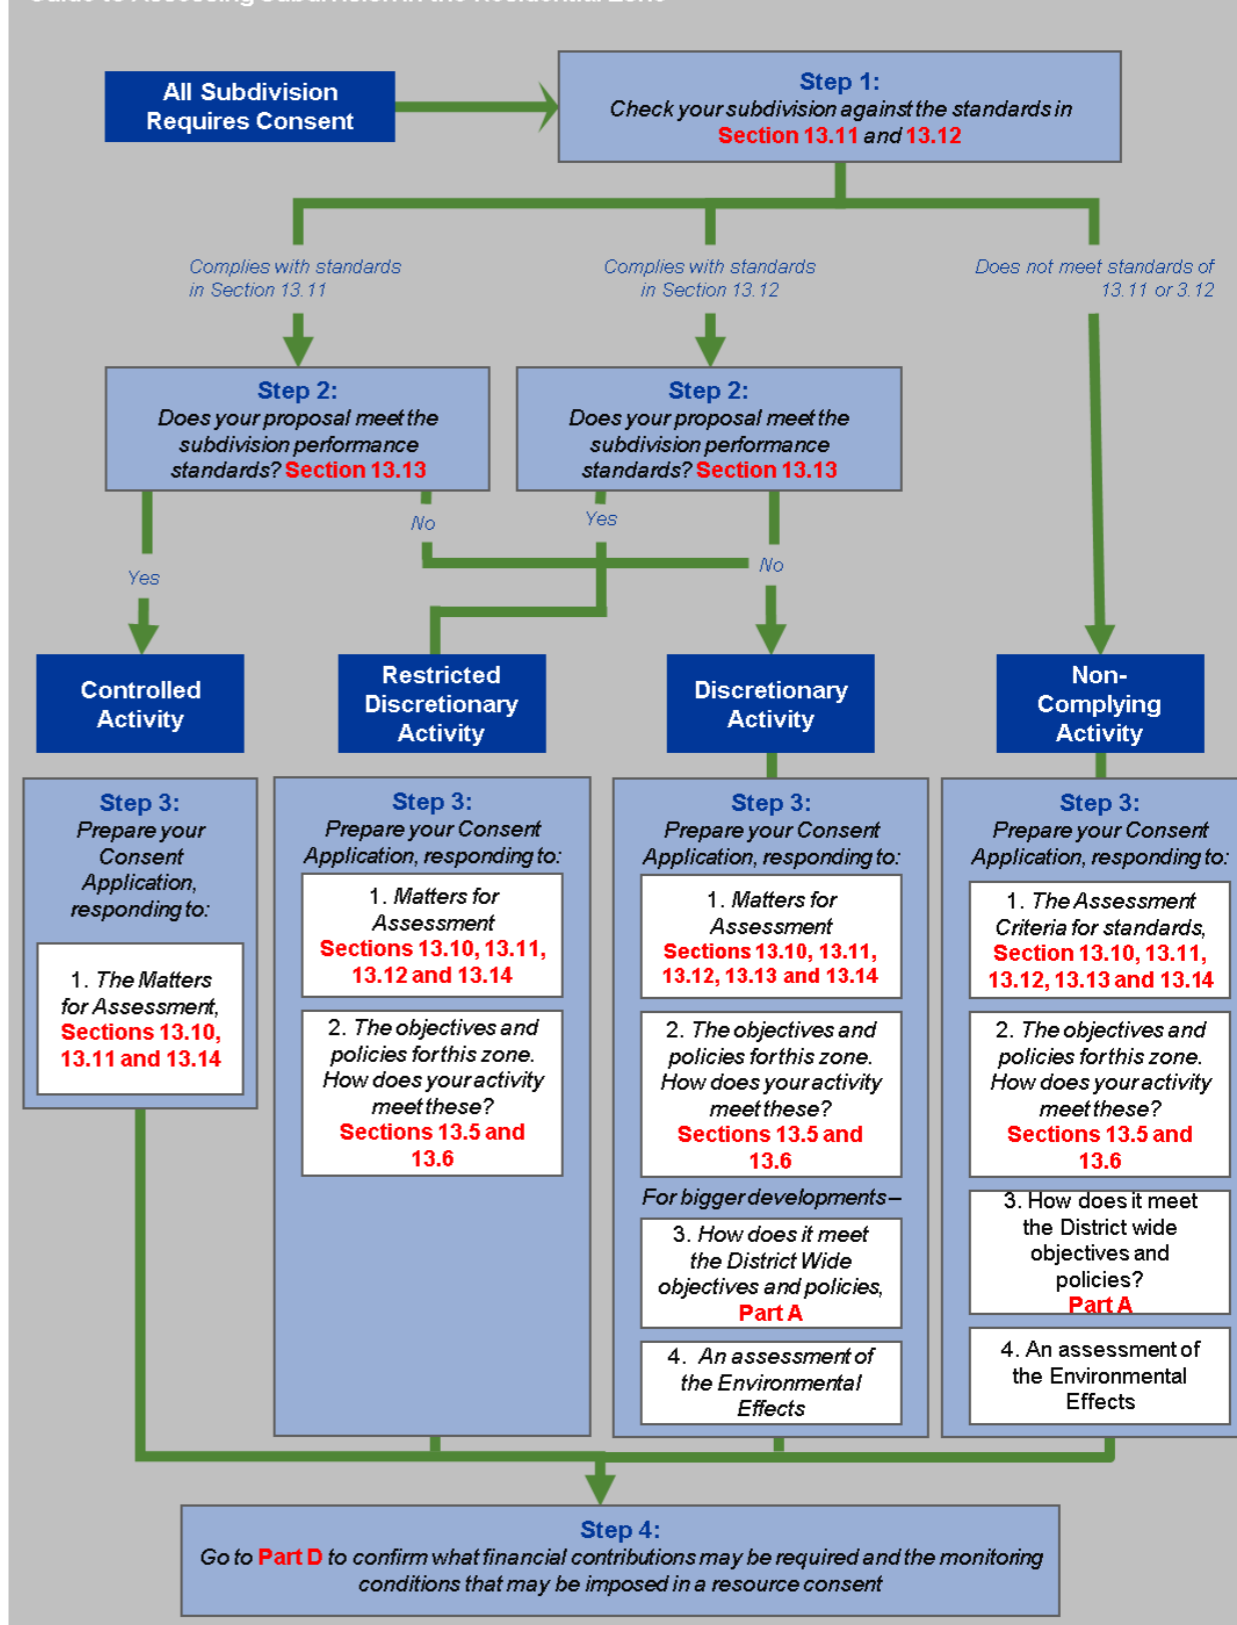 Guide to Assessing Subdivision in the Residential Zone
All Subdivision
Requires Consent
Step 1:
Check your subdivision against the standards in
Section 13.11 and 13.12
Complies with standards
in Section 13.11
Complies with standards
in Section 13.12
Does not meet standards of
13.11 or 3.12
Step 2:
Does your proposal meet the
subdivision performance
standards? Section 13.13
Step 2:
Does your proposal meet the
subdivision performance
standards? Section 13.13
No
Yes
Yes
No
Controlled
Activity
Restricted
Discretionary
Activity
Discretionary
Activity
Non-
Complying
Activity
Step 3:
Prepare your
Consent
Application,
responding to:
1. The Matters
for Assessment,
Sections 13.10,
13.11 and 13.14
Step 3:
Prepare your Consent
Application, responding to:
1. Matters for
Assessment
Sections 13.10, 13.11,
13.12 and 13.14
2. The objectives and
policies for this zone.
How does your activity
meet these?
Sections 13.5 and
13.6
Step 3:
Prepare your Consent
Application, responding to:
1. Matters for
Assessment
Sections 13.10, 13.11,
13.12, 13.13 and 13.14
2. The objectives and
policies for this zone.
How does your activity
meet these?
Sections 13.5 and
13.6
For bigger developments –
3. How does it meet
the District Wide
objectives and policies,
Part A
4. An assessment of
the Environmental
Effects
Step 3:
Prepare your Consent
Application, responding to:
1. The Assessment
Criteria for standards,
Section 13.10, 13.11,
13.12, 13.13 and 13.14
2. The objectives and
policies for this zone.
How does your activity
meet these?
Sections 13.5 and
13.6
3. How does it meet
the District wide
objectives and
policies?
Part A
4. An assessment of
the Environmental
Effects
Step 4:
Go to Part D to confirm what financial contributions may be required and the monitoring
conditions that may be imposed in a resource consent